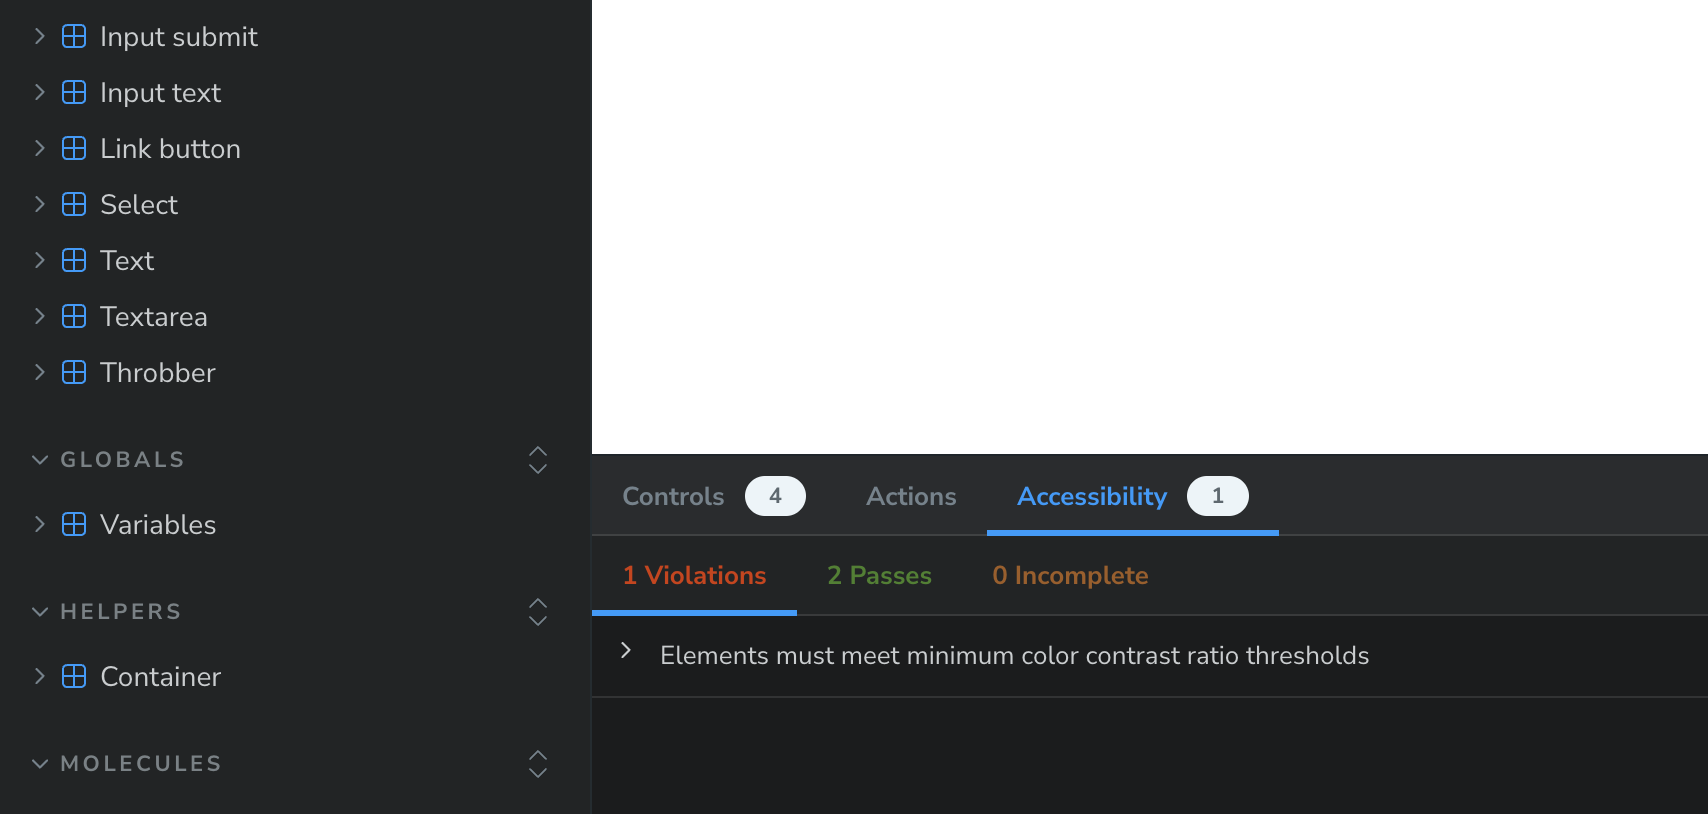 Input submit
Input text
Link button
Select
Text
Textarea
Throbber
GLOBALS
Variables
HELPERS
Container
MOLECULES
Controls 4 Actions Accessibility 1
1 Violations 2 Passes 0 Incomplete
Elements must meet minimum color contrast ratio thresholds